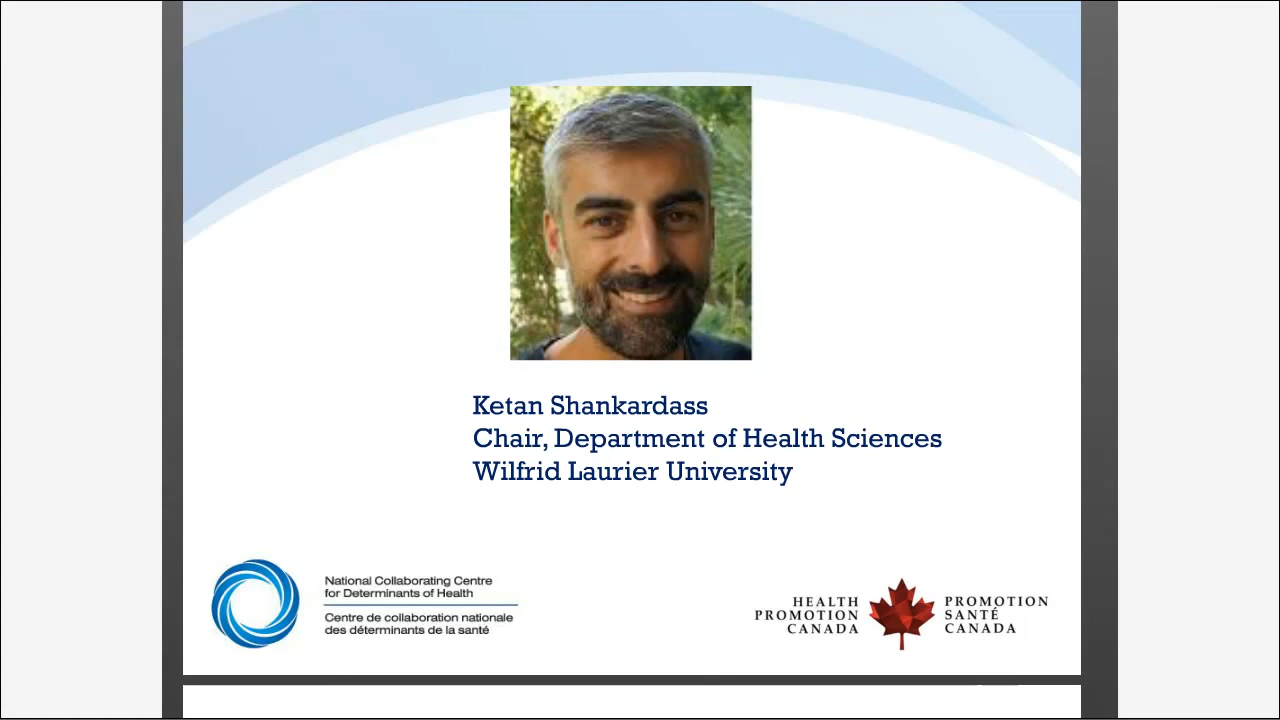 Ketan Shankardass
Chair, Department of Health Sciences
Wilfrid Laurier University
National Collaborating Centre
for Determinants of Health
Centre de collaboration nationale
des déterminants de la santé
HEALTH
PROMOTION
CANADA
PROMOTION
SANTÉ
CANADA